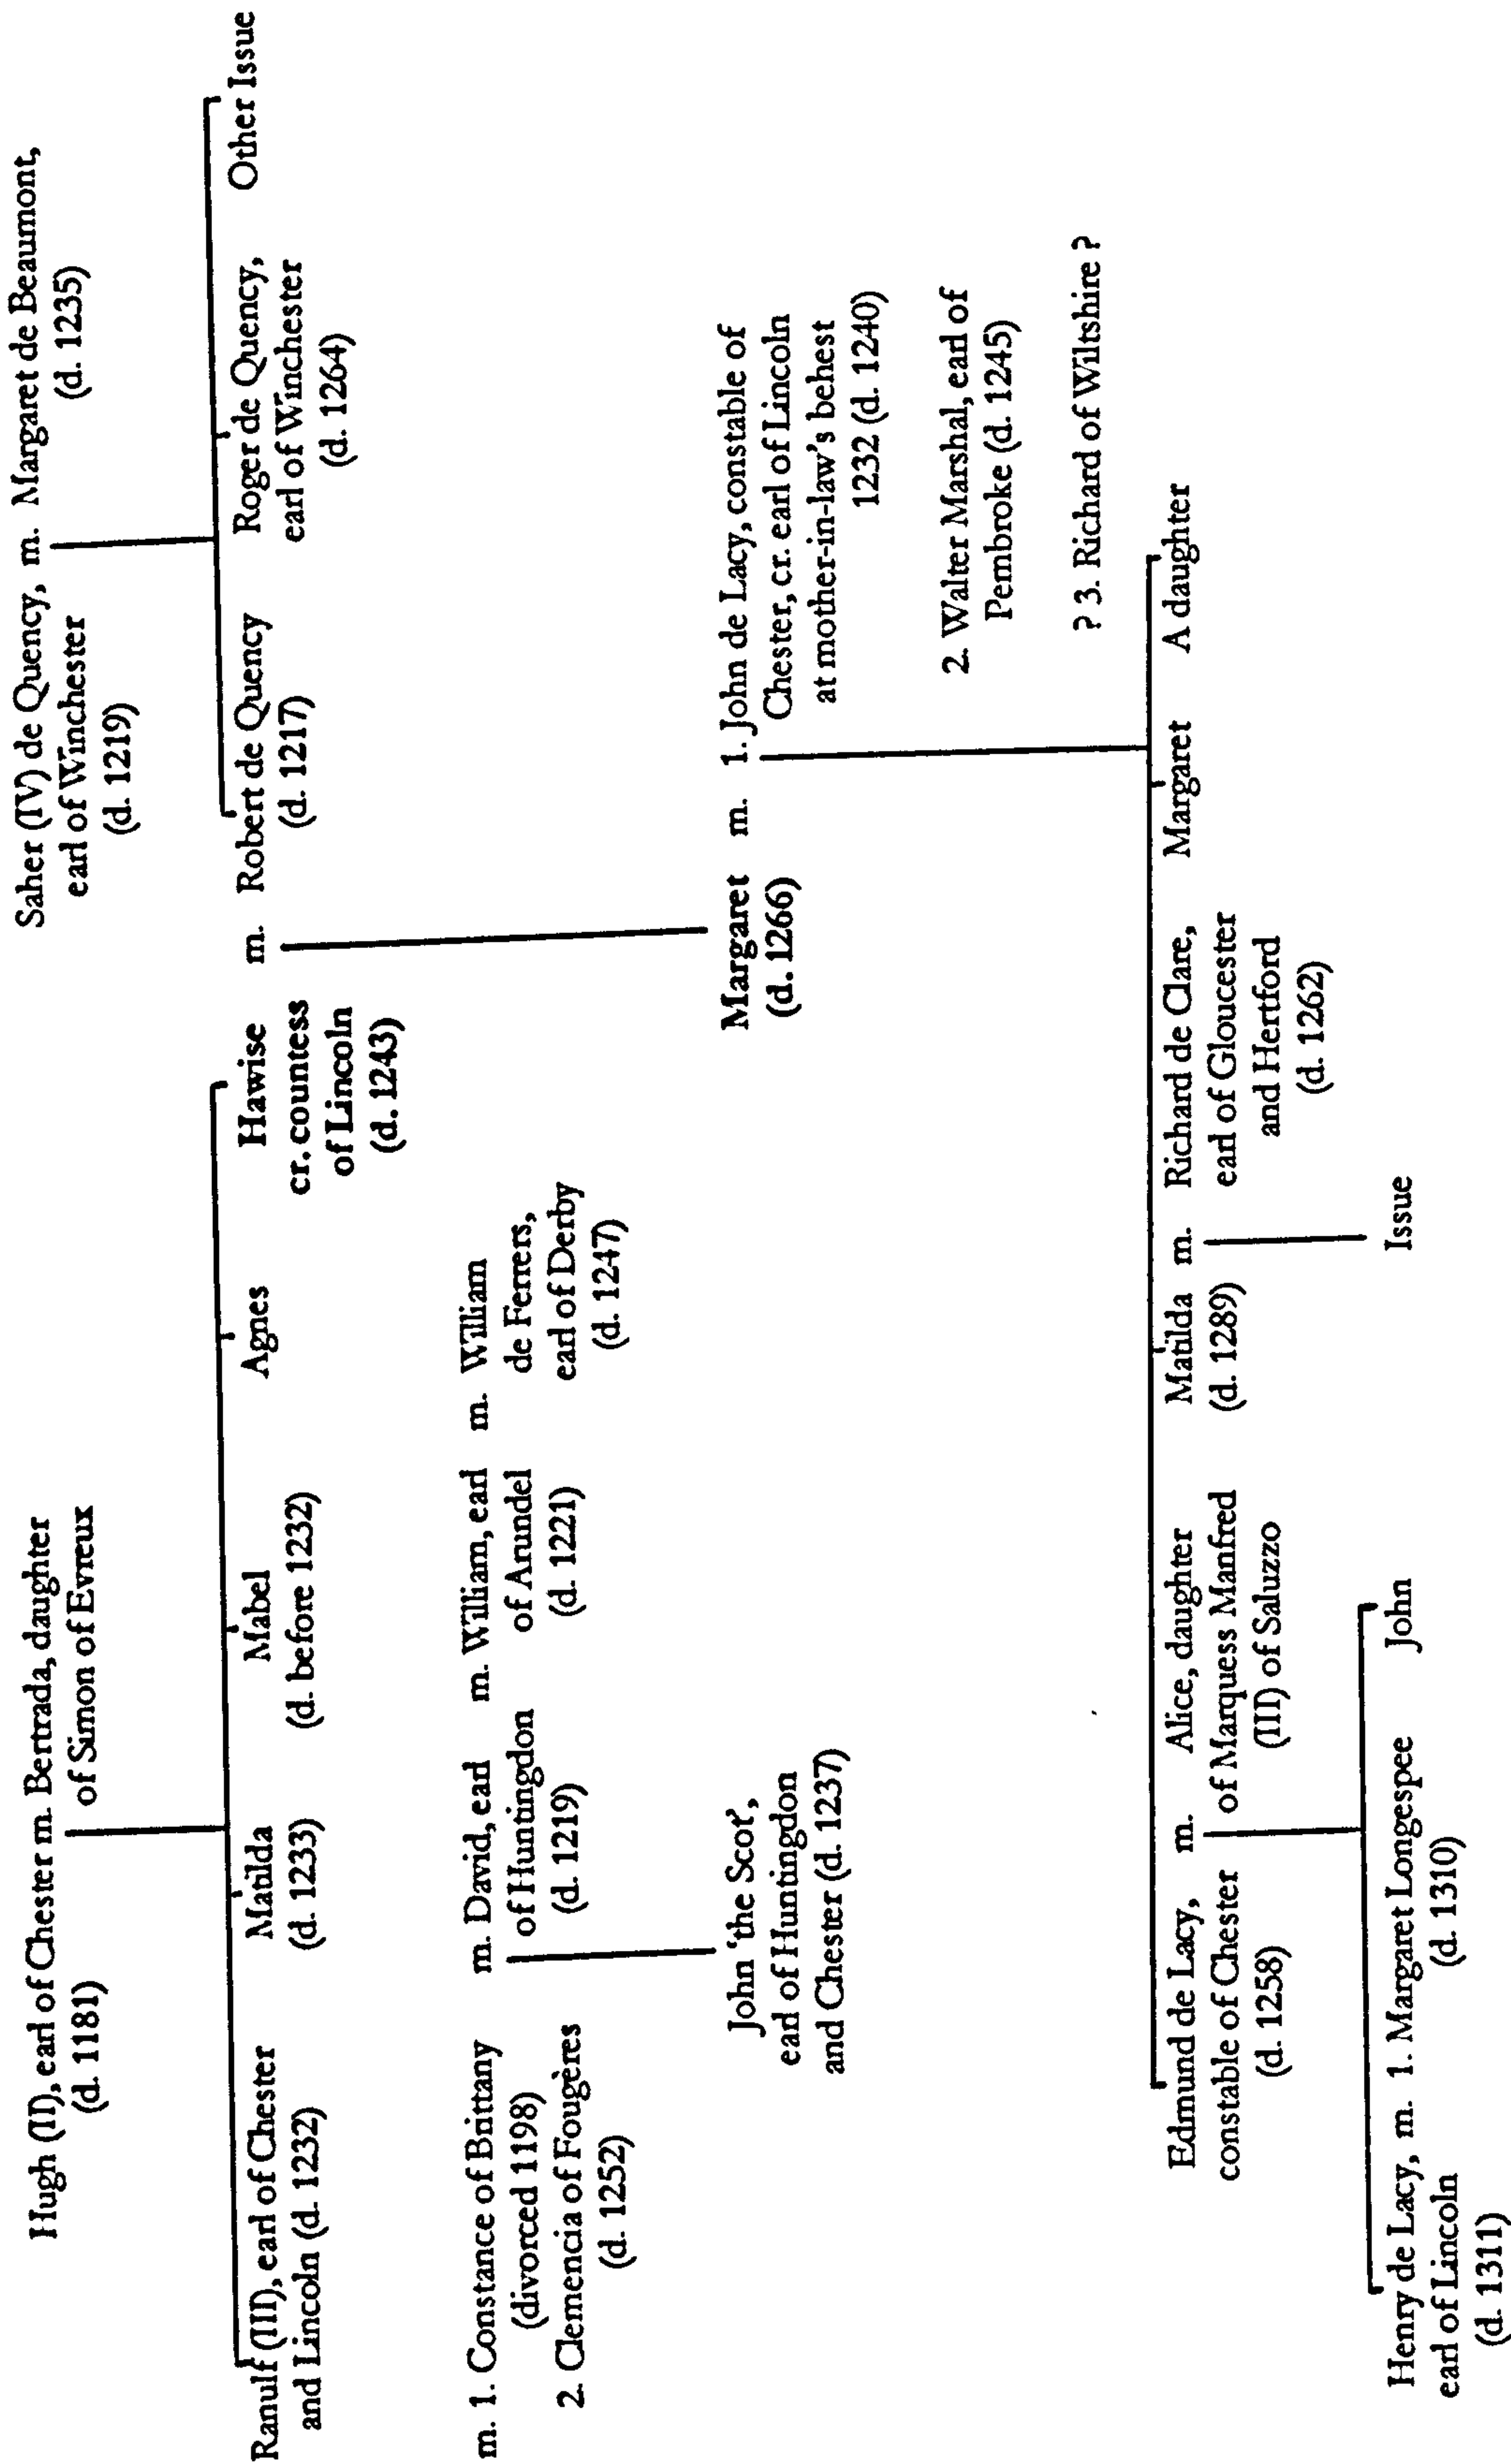 Hugh (II), earl of Chester m. Bertrada, daughter
(d. 1181)
of Simon of Evreux
Saher (IV) de Quency, m. Margaret de Beaumont,
earl of Winchester
(d. 1219)
(d. 1235)
Ranulf (III), earl of Chester
and Lincoln (d. 1232)
Matilda
(d. 1233)
Mabel
(d. before 1232)
Agnes
Hawise
cr. countess
of Lincoln
(d. 1243)
m. Robert de Quency
(d. 1217)
Roger de Quency,
earl of Winchester
(d. 1264)
Other Issue
m. 1. Constance of Brittany
(divorced 1198)
2. Clemencia of Fougères
(d. 1252)
m. David, earl
of Huntingdon
(d. 1219)
m. William, earl
of Arundel
(d. 1221)
m. William
de Ferrers,
earl of Derby
(d. 1247)
John 'the Scot',
earl of Huntingdon
and Chester (d. 1237)
Margaret m.
(d. 1266)
1. John de Lacy, constable of
Chester, cr. earl of Lincoln
at mother-in-law's behest
1232 (d. 1240)
2. Walter Marshal, earl of
Pembroke (d. 1245)
? 3. Richard of Wiltshire ?
Edmund de Lacy,
constable of Chester
(d. 1258)
m. Alice, daughter
of Marquess Manfred
(III) of Saluzzo
Matilda m.
(d. 1289)
Richard de Clare,
earl of Gloucester
and Hertford
(d. 1262)
Margaret
A daughter
Henry de Lacy, m. 1. Margaret Longespee
earl of Lincoln
(d. 1311)
(d. 1310)
John
Issue